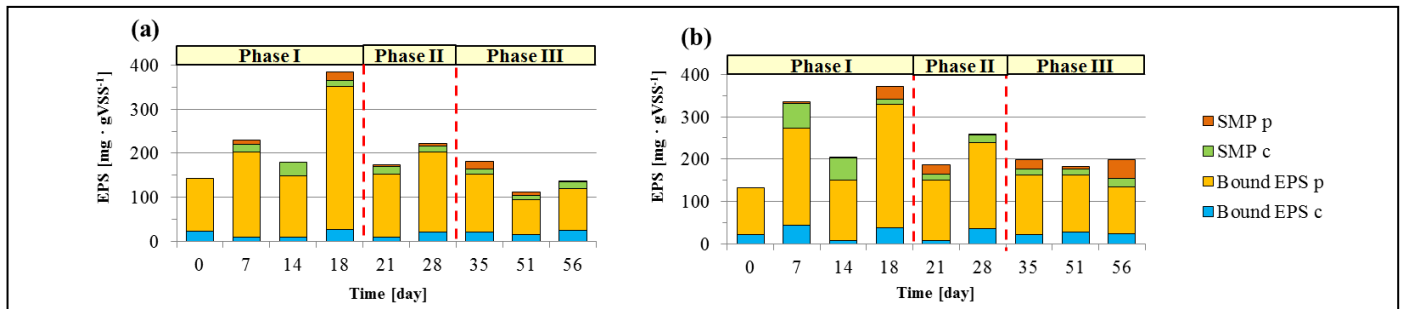 (a)
Phase I Phase II Phase III
EPS [mg · gVSS-1]
400
300
200
100
0
0 7 14 18 21 28 35 51 56
Time [day]
(b)
Phase I Phase II Phase III
EPS [mg · gVSS-1]
400
300
200
100
0
0 7 14 18 21 28 35 51 56
Time [day]
SMP p
SMP c
Bound EPS p
Bound EPS c